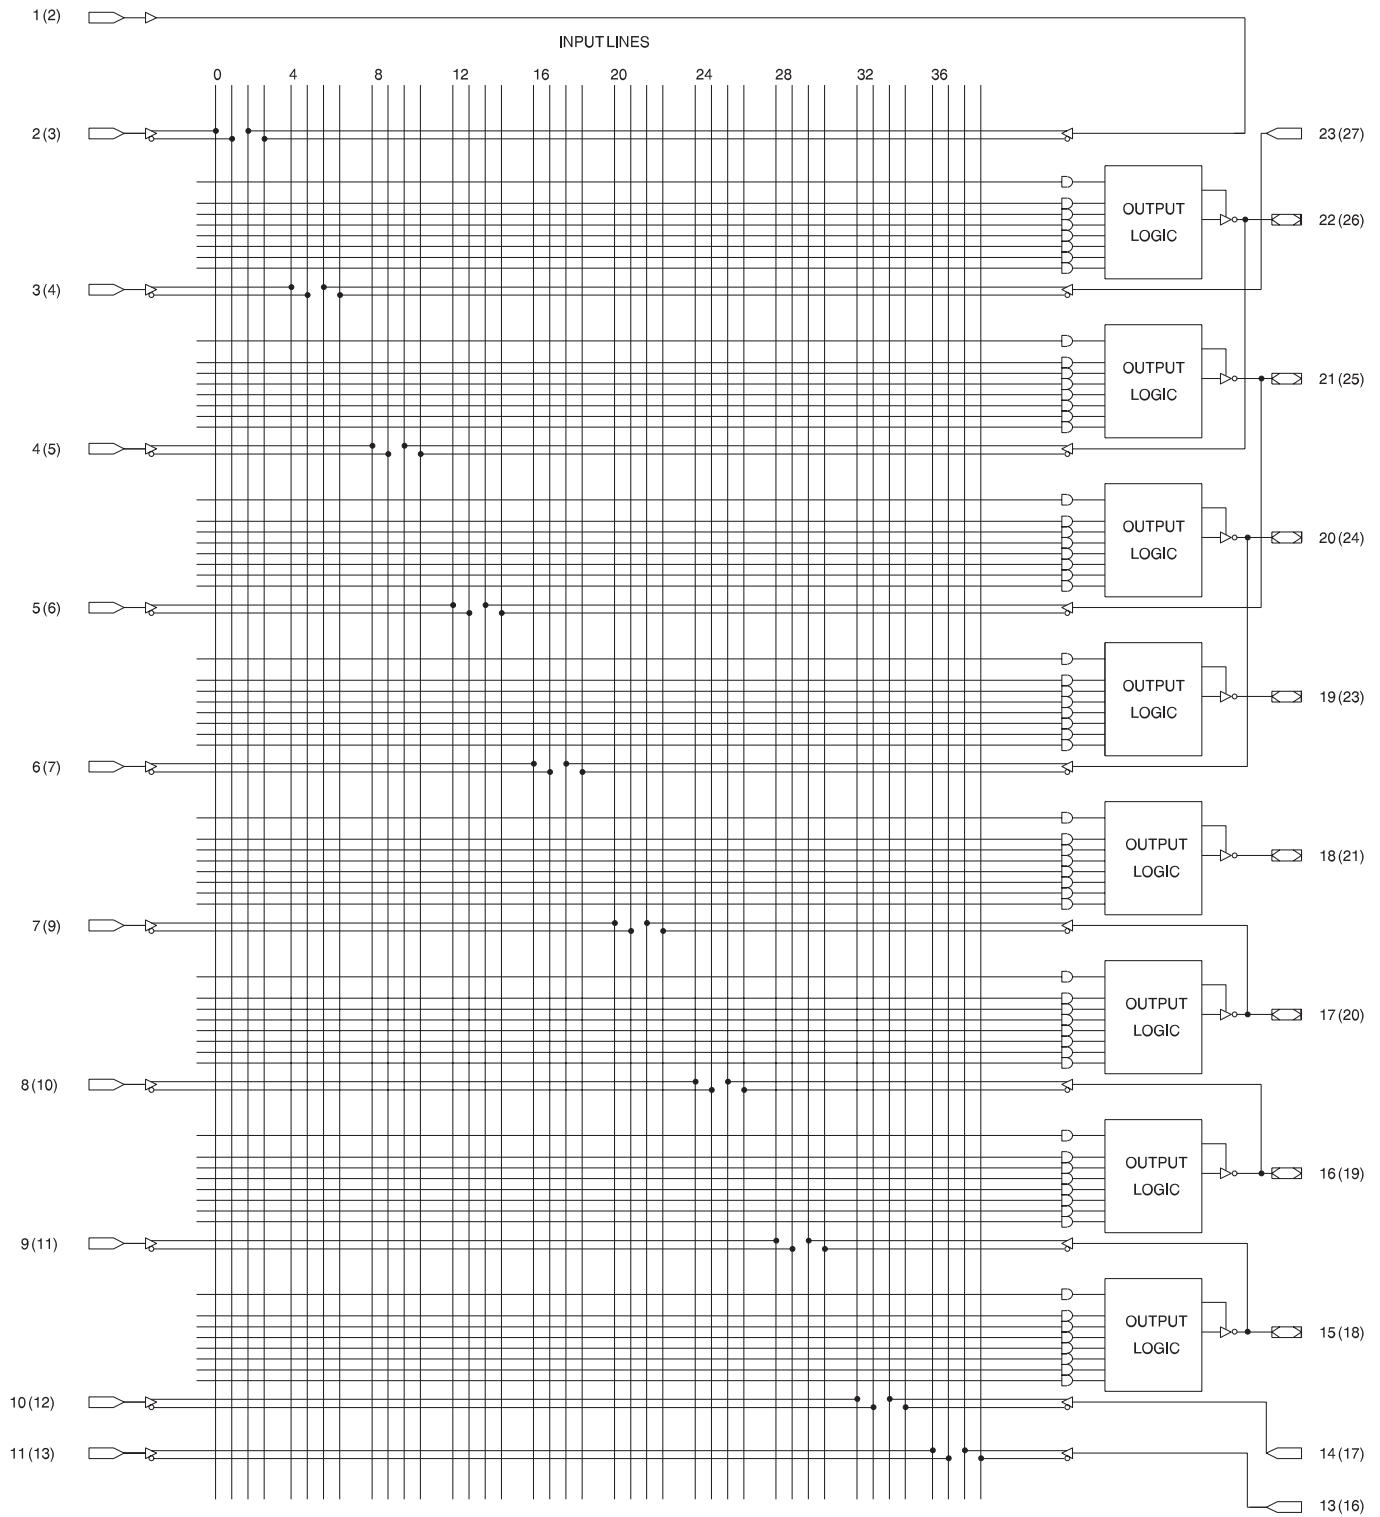 1(2)
INPUT LINES
0 4 8 12 16 20 24 28 32 36
2(3)
23(27)
OUTPUT
LOGIC
22(26)
3(4)
OUTPUT
LOGIC
21(25)
4(5)
OUTPUT
LOGIC
20(24)
5(6)
OUTPUT
LOGIC
19(23)
6(7)
OUTPUT
LOGIC
18(21)
7(9)
OUTPUT
LOGIC
17(20)
8(10)
OUTPUT
LOGIC
16(19)
9(11)
OUTPUT
LOGIC
15(18)
10(12)
11(13)
14(17)
13(16)